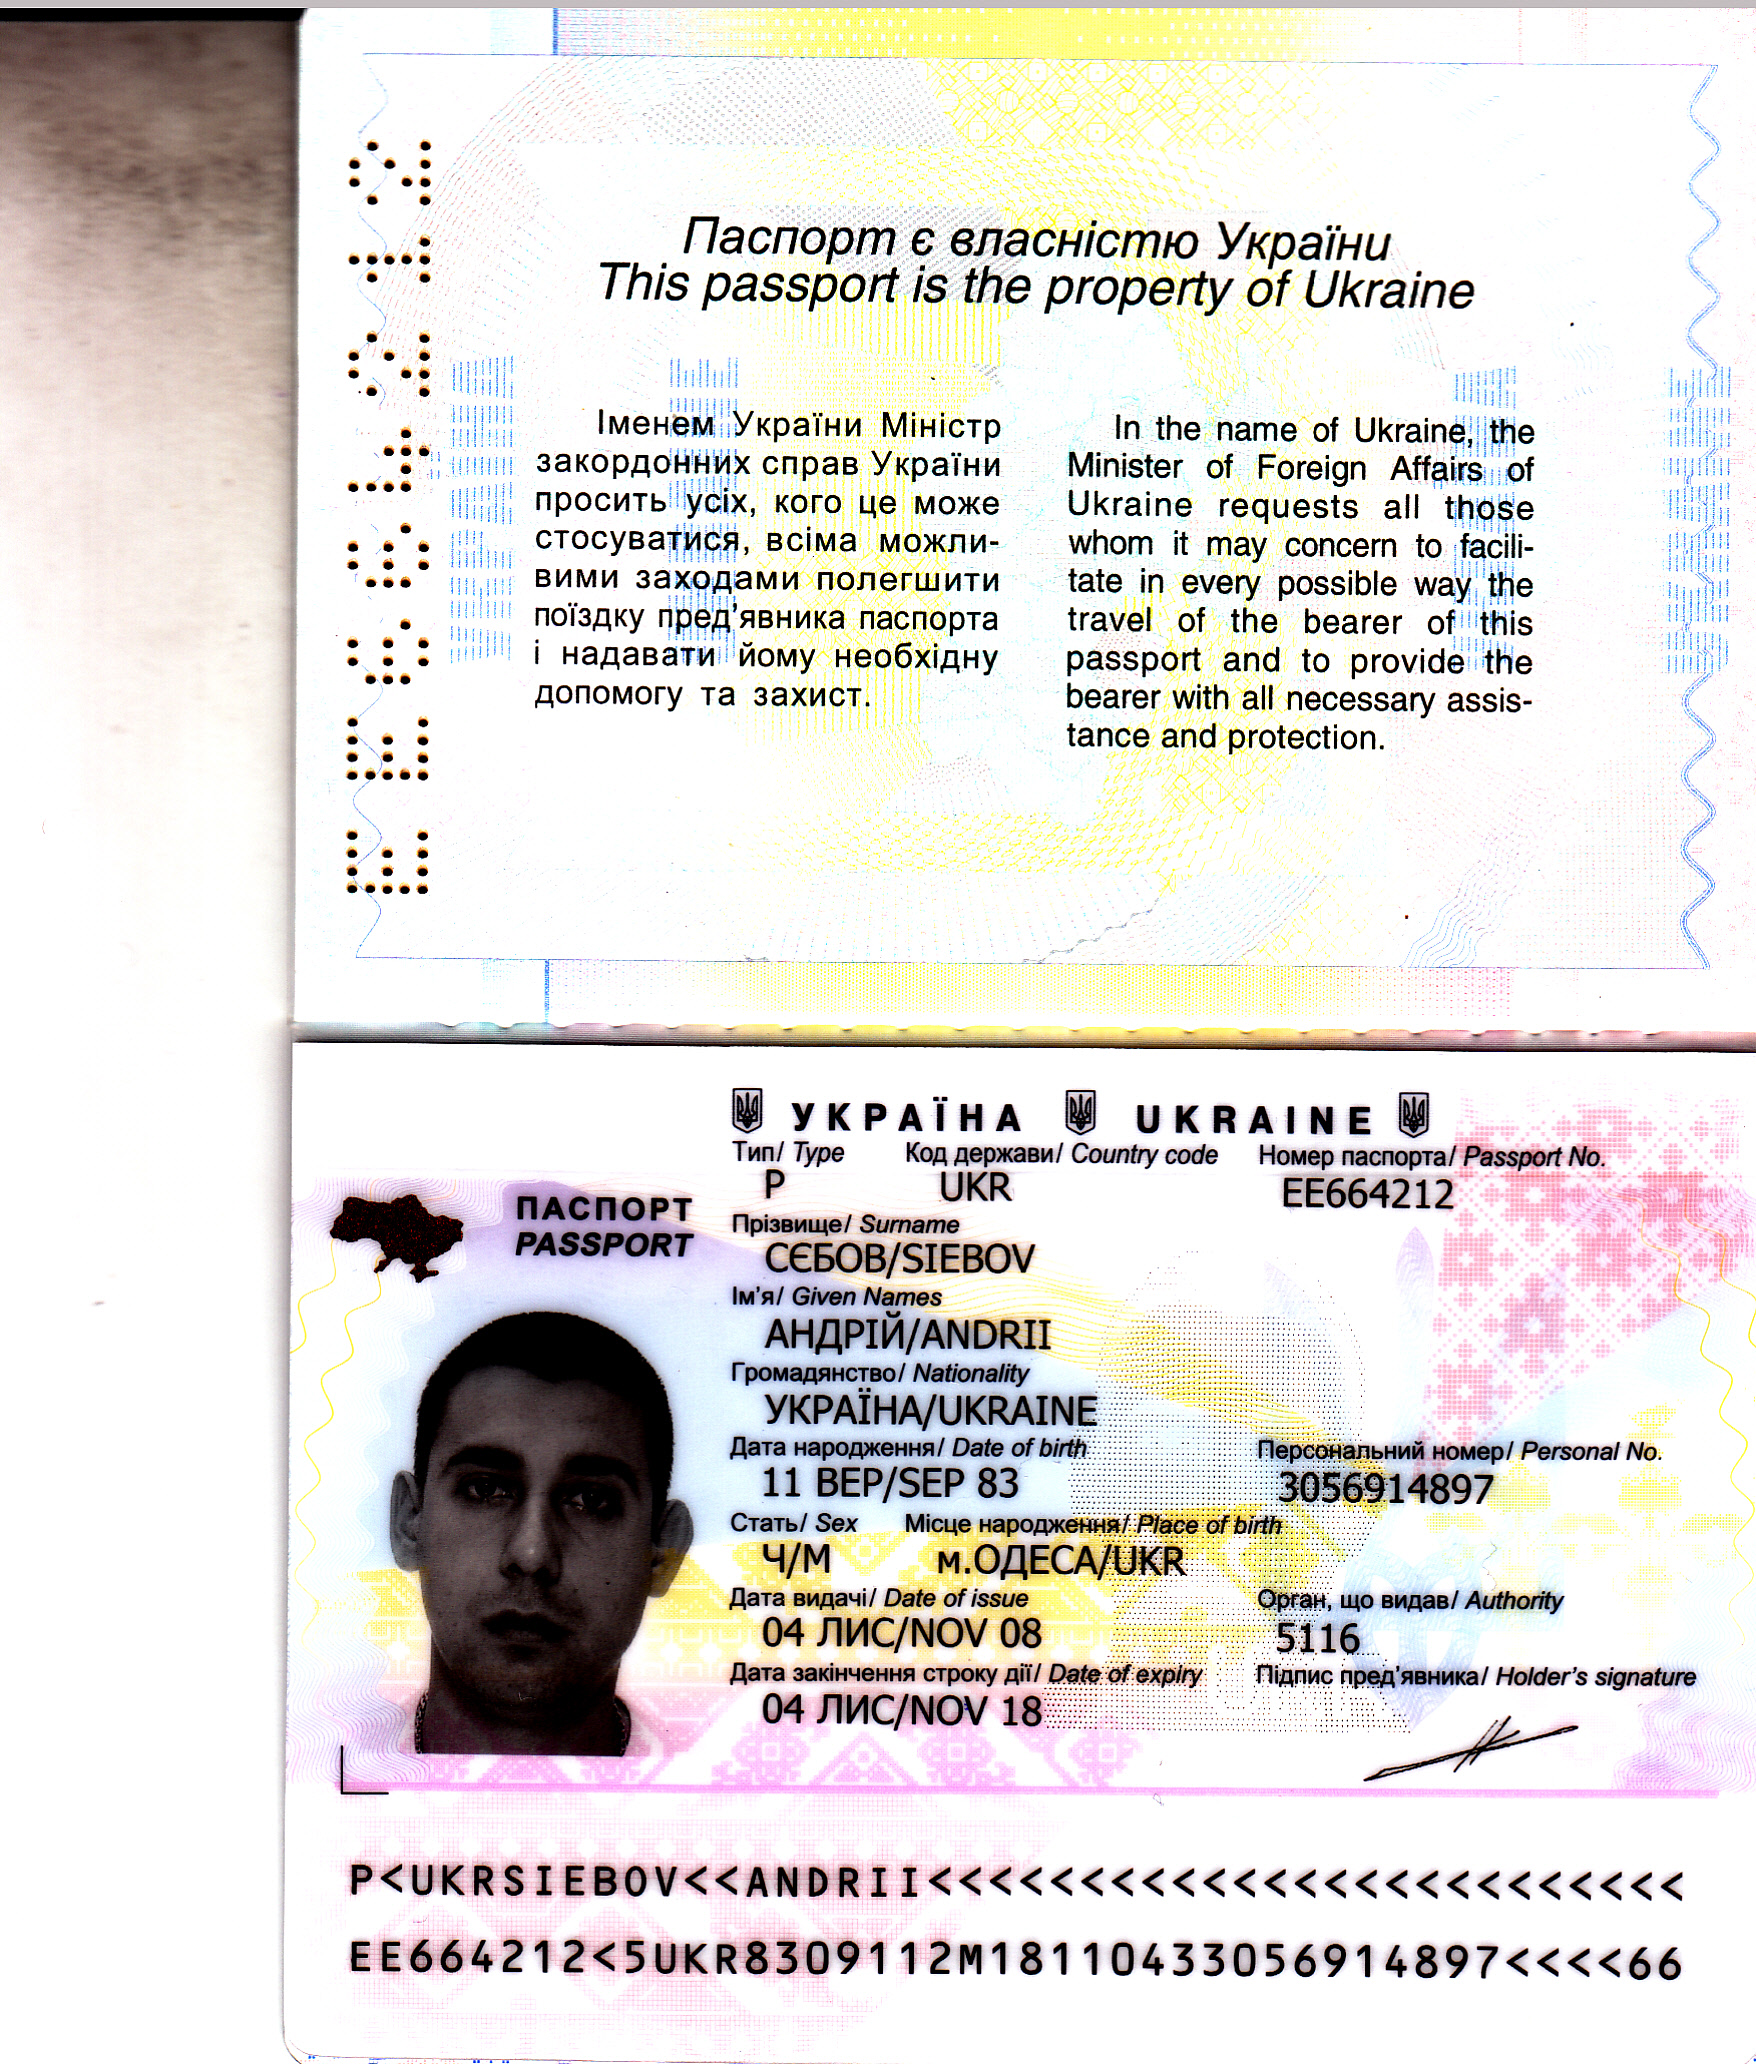 Паспорт є власністю України
This passport is the property of Ukraine
Іменем України Міністр
закордонних справ України
просить усіх, кого це може
стосуватися, всіма можли-
вими заходами полегшити
поїздку пред’явника паспорта
і надавати йому необхідну
допомогу та захист.
In the name of Ukraine, the
Minister of Foreign Affairs of
Ukraine requests all those
whom it may concern to facili-
tate in every possible way the
travel of the bearer of this
passport and to provide the
bearer with all necessary assis-
tance and protection.
EE664212
УКРАЇНА UKRAINE
Тип/ Type Код держави/ Country code Номер паспорта/ Passport No.
P UKR EE664212
ПАСПОРТ
PASSPORT
Прізвище/ Surname
СЄБОВ/SIEBOV
Ім’я/ Given Names
АНДРІЙ/ANDRII
Громадянство/ Nationality
УКРАЇНА/UKRAINE
Дата народження/ Date of birth Персональний номер/ Personal No.
11 ВЕР/SEP 83 3056914897
Стать/ Sex Місце народження/ Place of birth
Ч/M м.ОДЕСА/UKR
Дата видачі/ Date of issue Орган, що видав/ Authority
04 ЛИС/NOV 08 5116
Дата закінчення строку дії/ Date of expiry Підпис пред’явника/ Holder’s signature
04 ЛИС/NOV 18
P<UKRSIEBOV<<ANDRII<<<<<<<<<<<<<<<<<<<<<<<<<
EE664212<5UKR8309112M18110433056914897<<<<66